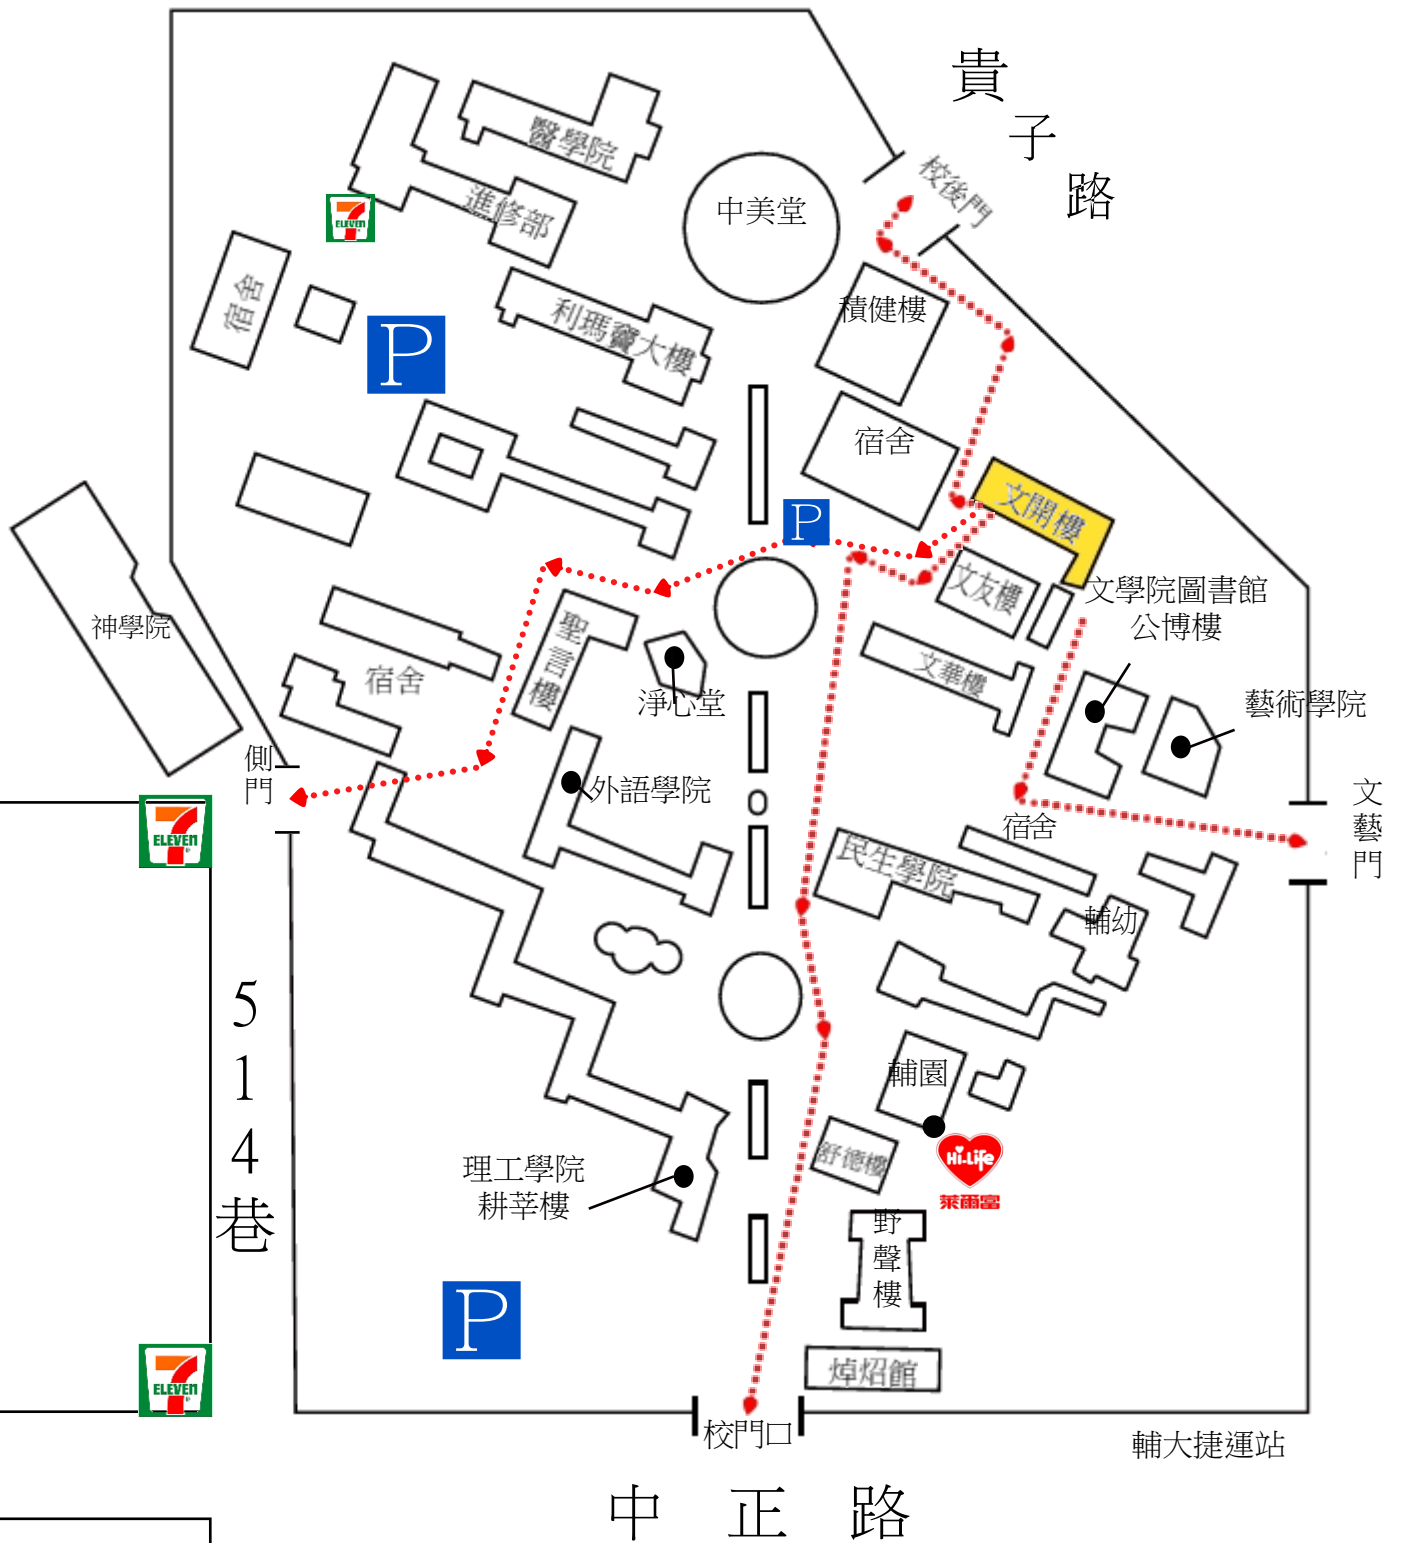 貴子路
校後門
醫學院
中美堂
進修部
7
ELEVEN
宿舍
利瑪竇大樓
積健樓
P
宿舍
文開樓
P
文友樓
文學院圖書館
公博樓
神學院
聖言樓
宿舍
淨心堂
文華樓
藝術學院
側門
外語學院
文藝門
宿舍
7
ELEVEN
民生學院
輔幼
514巷
輔園
Hi-Life
萊爾富
舒德樓
理工學院
耕莘樓
野聲樓
P
7
ELEVEN
焯炤館
校門口
輔大捷運站
中正路